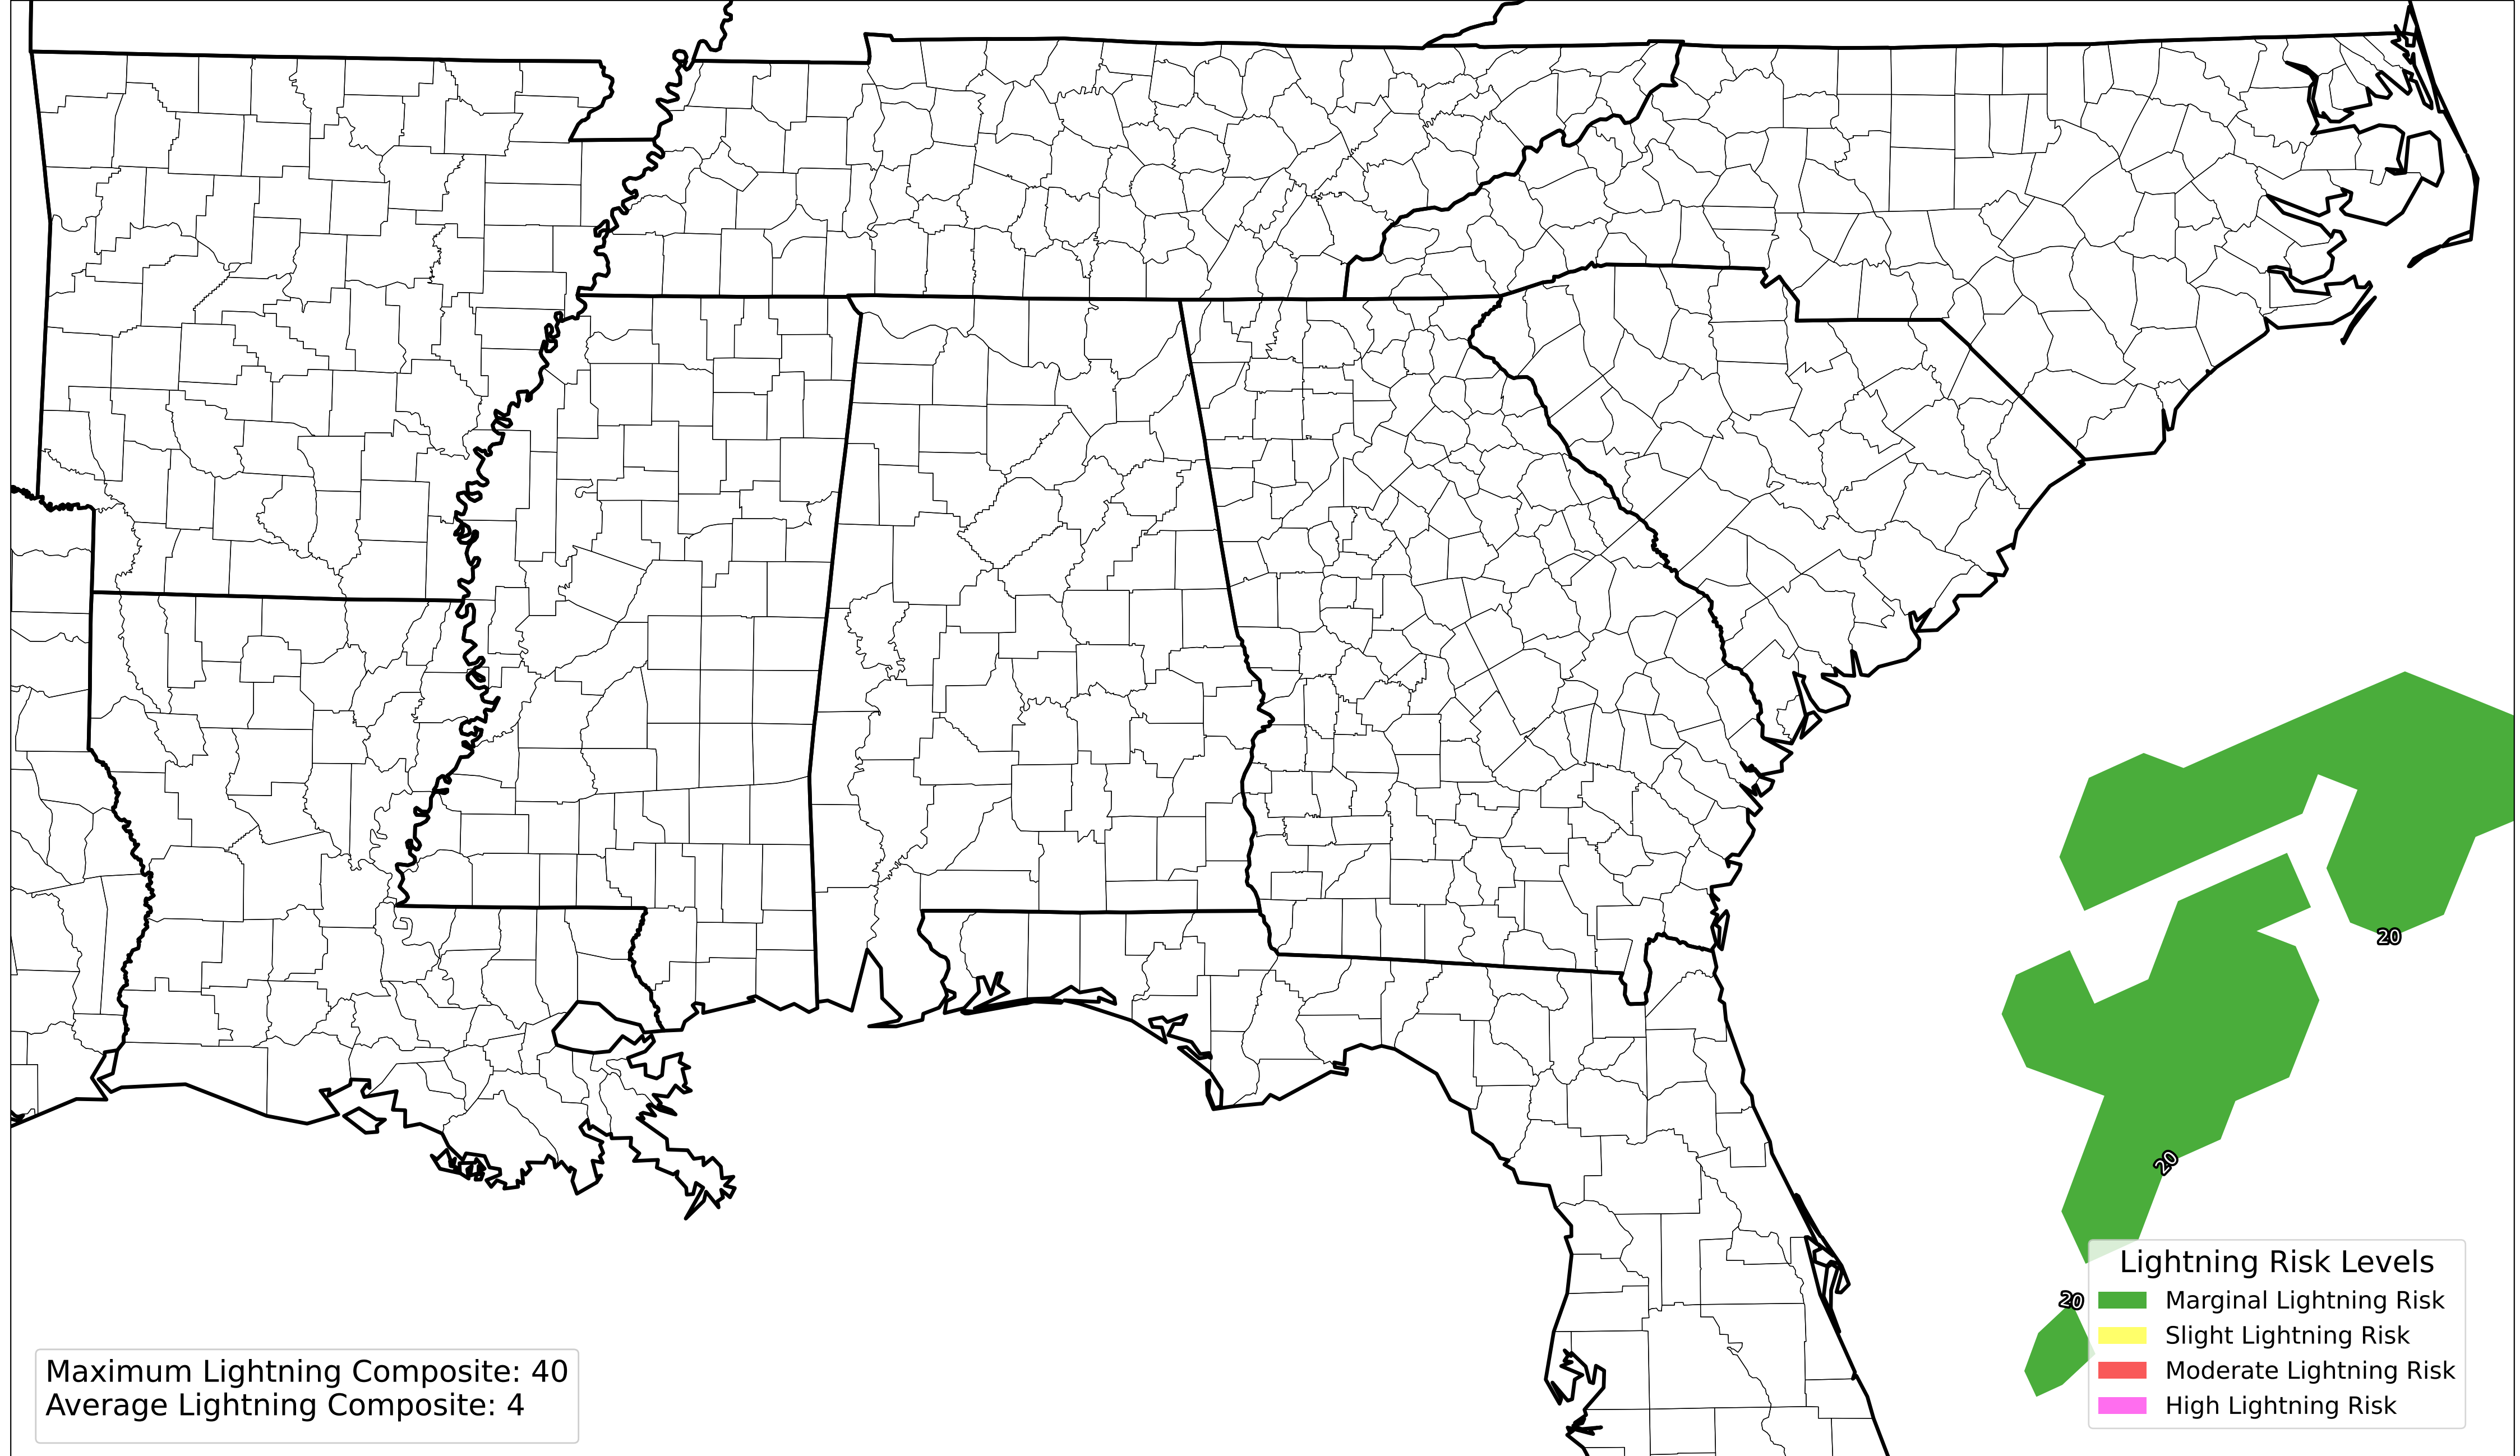 20
20
20
Lightning Risk Levels
Marginal Lightning Risk
Slight Lightning Risk
Moderate Lightning Risk
High Lightning Risk
Maximum Lightning Composite: 40
Average Lightning Composite: 4